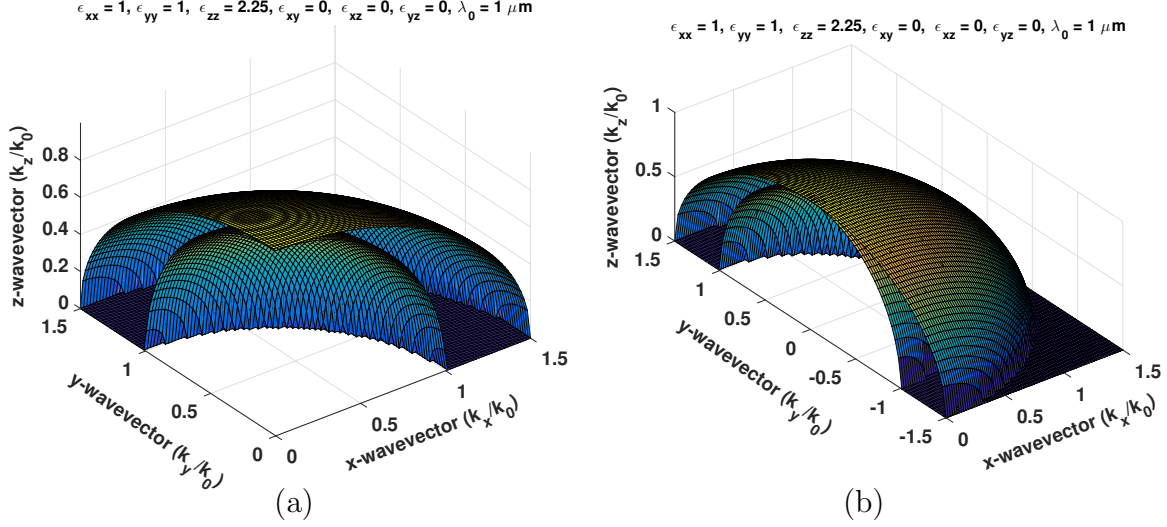 ϵxx = 1, ϵyy = 1, ϵzz = 2.25, ϵxy = 0, ϵxz = 0, ϵyz = 0, λ0 = 1 μm
z-wavevector (kz/k0)
0.8
0.6
0.4
0.2
0
1.5
1
0.5
0
y-wavevector (ky/k0)
0
0.5
1
1.5
x-wavevector (kx/k0)
(a)
ϵxx = 1, ϵyy = 1, ϵzz = 2.25, ϵxy = 0, ϵxz = 0, ϵyz = 0, λ0 = 1 μm
z-wavevector (kz/k0)
1
0.5
0
1.5
1
0.5
0
-0.5
-1
-1.5
y-wavevector (ky/k0)
0
0.5
1
1.5
x-wavevector (kx/k0)
(b)